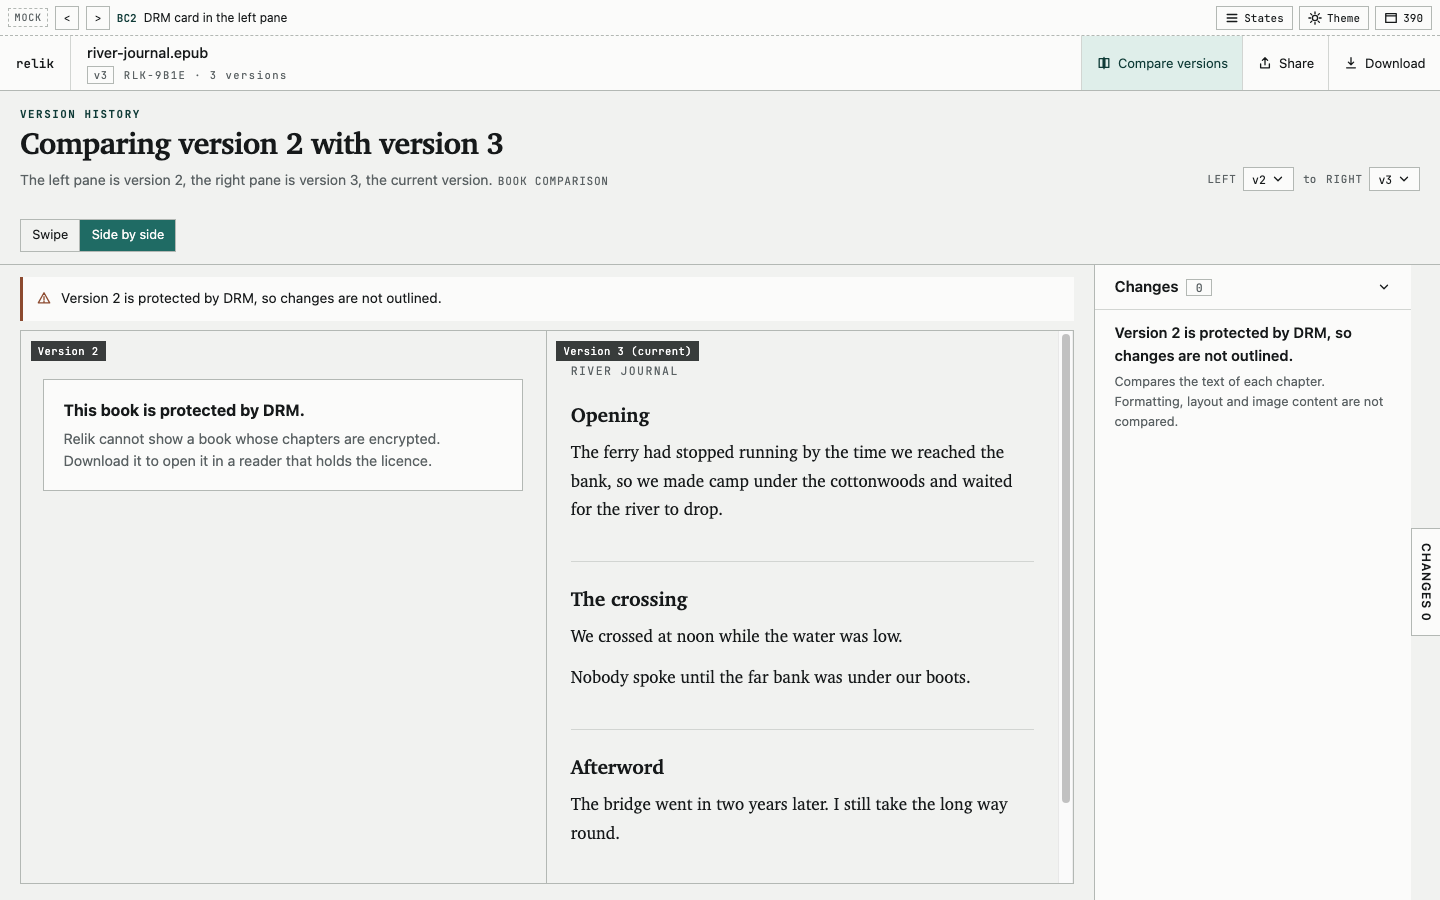 MOCK < > BC2 DRM card in the left pane States Theme 390
relik river-journal.epub Compare versions Share Download
v3 RLK-9B1E · 3 versions
VERSION HISTORY
Comparing version 2 with version 3
The left pane is version 2, the right pane is version 3, the current version. BOOK COMPARISON LEFT v2 to RIGHT v3
Swipe Side by side
Version 2 is protected by DRM, so changes are not outlined.
Version 2
This book is protected by DRM.
Relik cannot show a book whose chapters are encrypted.
Download it to open it in a reader that holds the licence.
Version 3 (current)
RIVER JOURNAL
Opening
The ferry had stopped running by the time we reached the
bank, so we made camp under the cottonwoods and waited
for the river to drop.
The crossing
We crossed at noon while the water was low.
Nobody spoke until the far bank was under our boots.
Afterword
The bridge went in two years later. I still take the long way
round.
Changes 0
Version 2 is protected by DRM, so
changes are not outlined.
Compares the text of each chapter.
Formatting, layout and image content are not
compared.
CHANGES 0